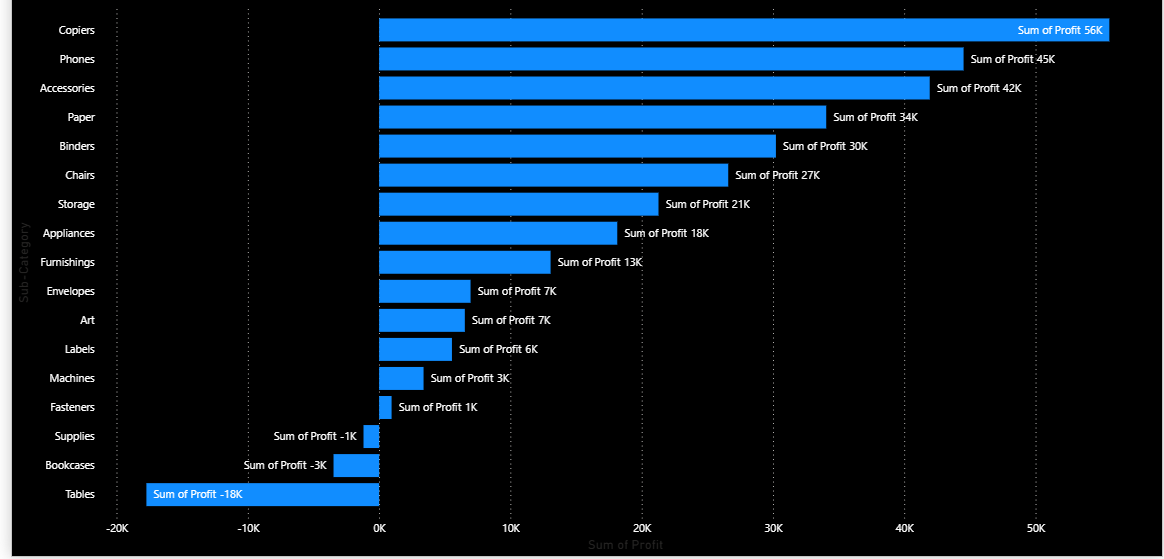 Copiers Sum of Profit 56K
Phones Sum of Profit 45K
Accessories Sum of Profit 42K
Paper Sum of Profit 34K
Binders Sum of Profit 30K
Chairs Sum of Profit 27K
Storage Sum of Profit 21K
Appliances Sum of Profit 18K
Furnishings Sum of Profit 13K
Envelopes Sum of Profit 7K
Art Sum of Profit 7K
Labels Sum of Profit 6K
Machines Sum of Profit 3K
Fasteners Sum of Profit 1K
Supplies Sum of Profit -1K
Bookcases Sum of Profit -3K
Tables Sum of Profit -18K
-20K -10K 0K 10K 20K 30K 40K 50K
Sum of Profit
Sub-Category